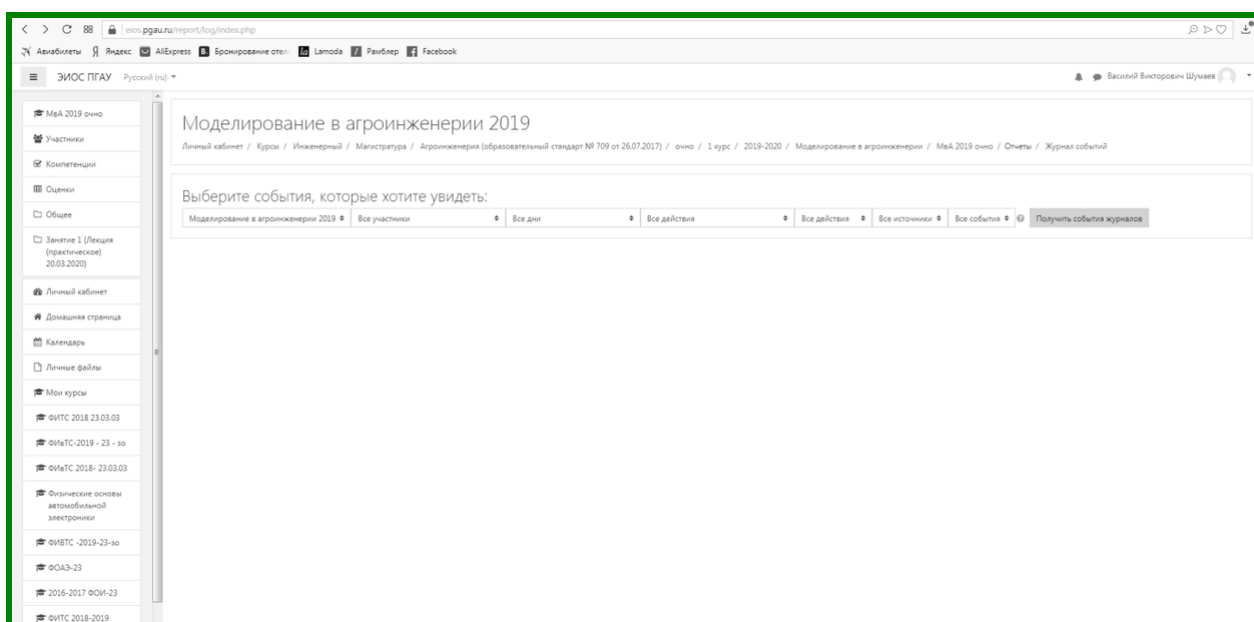 88 eios.pgau.ru/report/log/index.php
Авиабилеты Яндекс AliExpress Бронирование отел Lamoda Рамблер Facebook
ЭИОС ПГАУ Русский (ru) Василий Викторович Шумаев
МвА 2019 очно
Участники
Компетенции
Оценки
Общее
Занятие 1 (Лекция
(практическое)
20.03.2020)
Личный кабинет
Домашняя страница
Календарь
Личные файлы
Мои курсы
ФИТС 2018 23.03.03
ФИвТС-2019 - 23 - зо
ФИвТС 2018- 23.03.03
Физические основы
автомобильной
электроники
ФИВТС -2019-23-зо
ФОАЭ-23
2016-2017 ФОИ-23
ФИТС 2018-2019
Моделирование в агроинженерии 2019
Личный кабинет / Курсы / Инженерный / Магистратура / Агроинженерия (образовательный стандарт № 709 от 26.07.2017) / очно / 1 курс / 2019-2020 / Моделирование в агроинженерии / МвА 2019 очно / Отчеты / Журнал событий
Выберите события, которые хотите увидеть:
Моделирование в агроинженерии 2019 Все участники Все дни Все действия Все действия Все источники Все события Получить события журналов